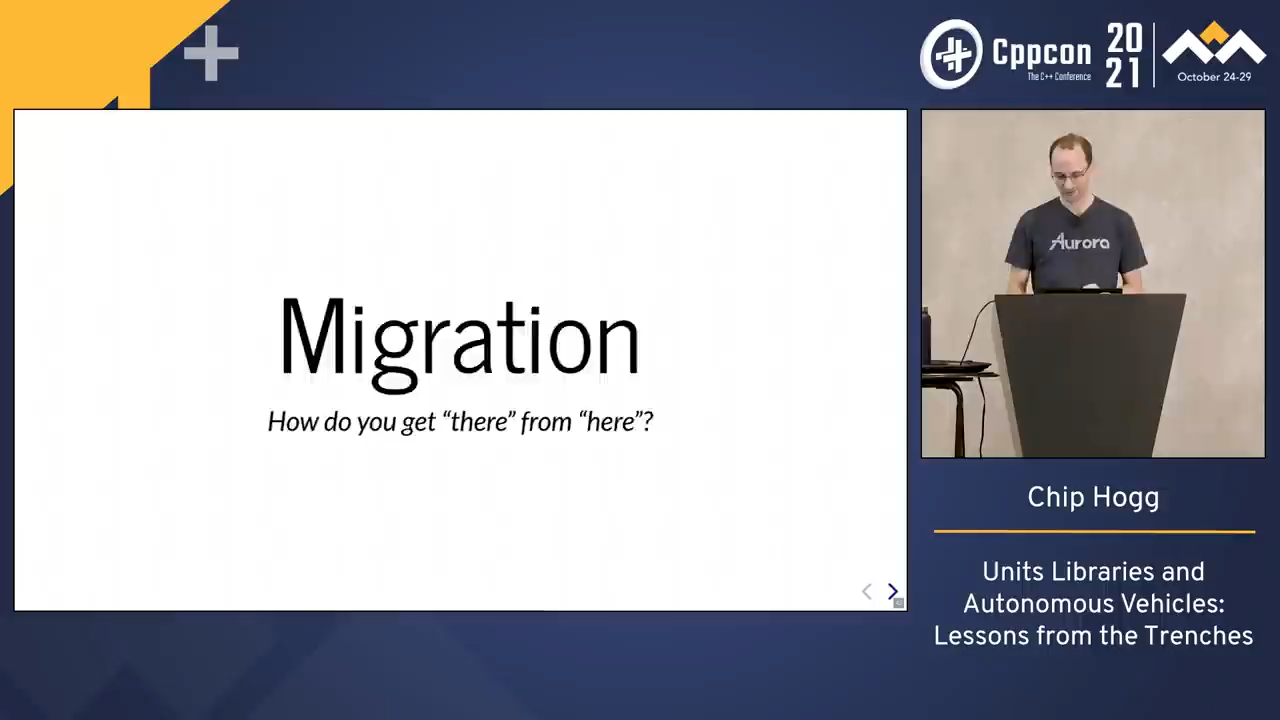 Cppcon
The C++ Conference
20
21
October 24-29
Migration
How do you get “there” from “here”?
Aurora
Chip Hogg
Units Libraries and
Autonomous Vehicles:
Lessons from the Trenches